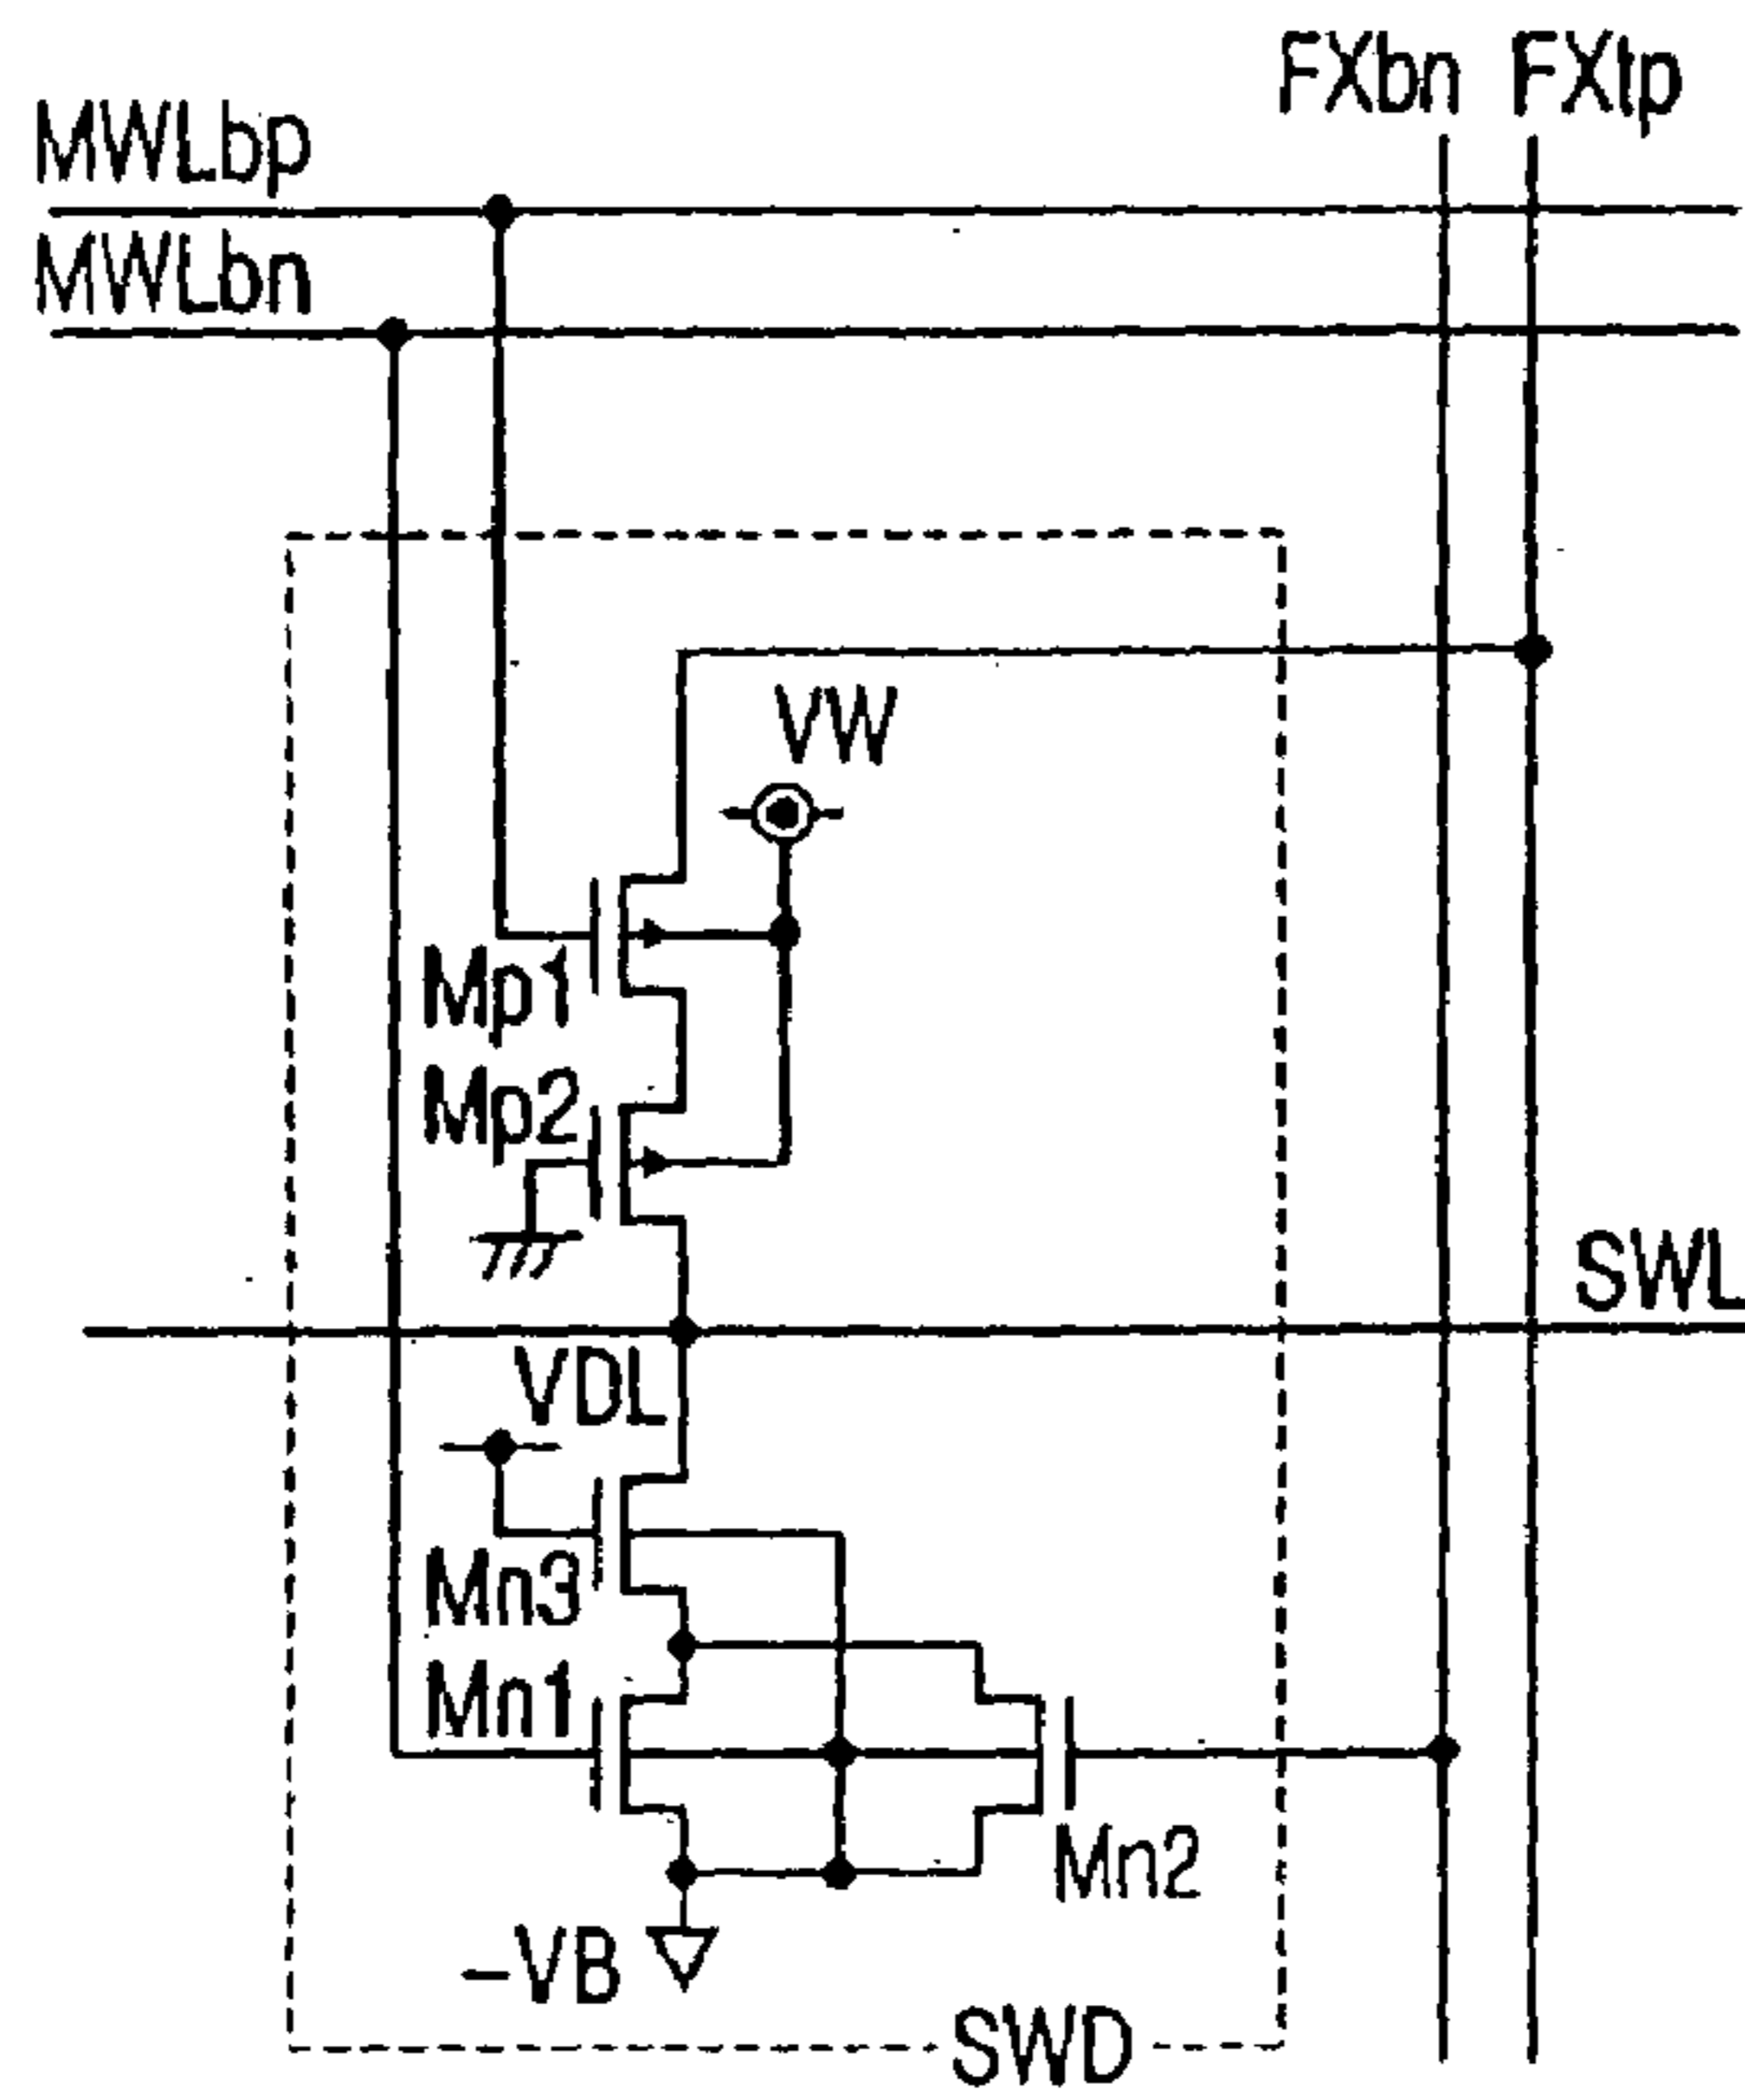 FXbn FXtp
MWLbp
MWLbn
VW
Mp1
Mp2
SWL
VDL
Mn3
Mn1
Mn2
-VB
SWD